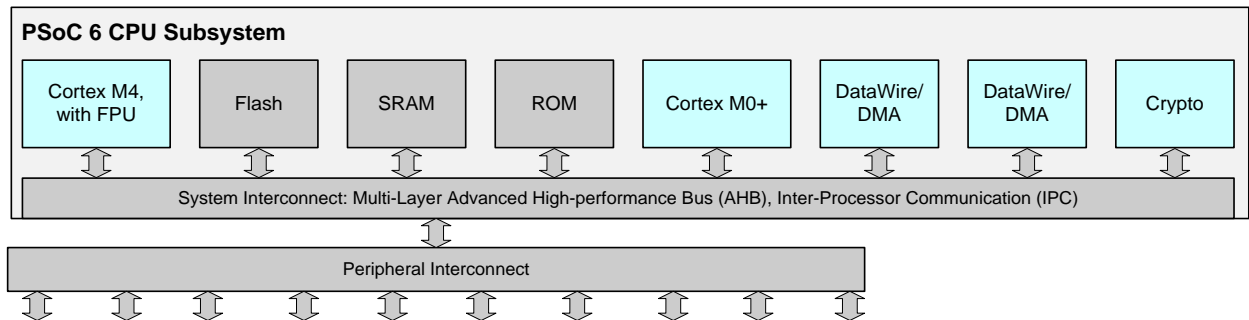 PSoC 6 CPU Subsystem
Cortex M4,
with FPU
Flash
SRAM
ROM
Cortex M0+
DataWire/
DMA
DataWire/
DMA
Crypto
System Interconnect: Multi-Layer Advanced High-performance Bus (AHB), Inter-Processor Communication (IPC)
Peripheral Interconnect